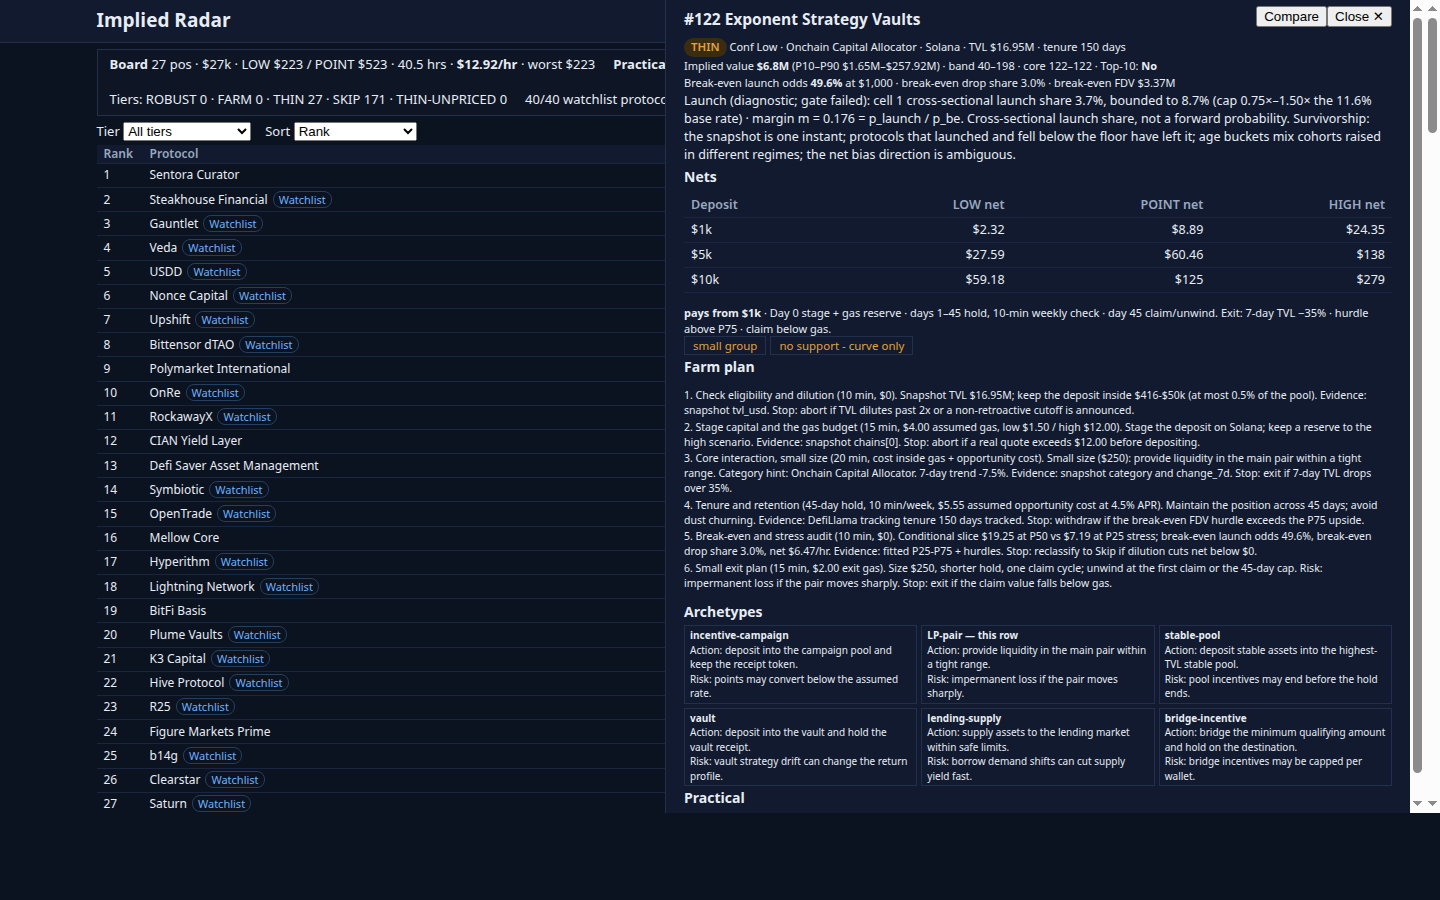 Implied Radar
Board 27 pos · $27k · LOW $223 / POINT $523 · 40.5 hrs · $12.92/hr · worst $223 Practica
Tiers: ROBUST 0 · FARM 0 · THIN 27 · SKIP 171 · THIN-UNPRICED 0 40/40 watchlist protoco
Tier All tiers Sort Rank
Rank Protocol
1 Sentora Curator
2 Steakhouse Financial Watchlist
3 Gauntlet Watchlist
4 Veda Watchlist
5 USDD Watchlist
6 Nonce Capital Watchlist
7 Upshift Watchlist
8 Bittensor dTAO Watchlist
9 Polymarket International
10 OnRe Watchlist
11 RockawayX Watchlist
12 CIAN Yield Layer
13 Defi Saver Asset Management
14 Symbiotic Watchlist
15 OpenTrade Watchlist
16 Mellow Core
17 Hyperithm Watchlist
18 Lightning Network Watchlist
19 BitFi Basis
20 Plume Vaults Watchlist
21 K3 Capital Watchlist
22 Hive Protocol Watchlist
23 R25 Watchlist
24 Figure Markets Prime
25 b14g Watchlist
26 Clearstar Watchlist
27 Saturn Watchlist
#122 Exponent Strategy Vaults
Compare Close ✕
THIN Conf Low · Onchain Capital Allocator · Solana · TVL $16.95M · tenure 150 days
Implied value $6.8M (P10–P90 $1.65M–$257.92M) · band 40–198 · core 122–122 · Top-10: No
Break-even launch odds 49.6% at $1,000 · break-even drop share 3.0% · break-even FDV $3.37M
Launch (diagnostic; gate failed): cell 1 cross-sectional launch share 3.7%, bounded to 8.7% (cap 0.75×–1.50× the 11.6%
base rate) · margin m = 0.176 = p_launch / p_be. Cross-sectional launch share, not a forward probability. Survivorship:
the snapshot is one instant; protocols that launched and fell below the floor have left it; age buckets mix cohorts raised
in different regimes; the net bias direction is ambiguous.
Nets
Deposit LOW net POINT net HIGH net
$1k $2.32 $8.89 $24.35
$5k $27.59 $60.46 $138
$10k $59.18 $125 $279
pays from $1k · Day 0 stage + gas reserve · days 1–45 hold, 10-min weekly check · day 45 claim/unwind. Exit: 7-day TVL −35% · hurdle
above P75 · claim below gas.
small group no support - curve only
Farm plan
1. Check eligibility and dilution (10 min, $0). Snapshot TVL $16.95M; keep the deposit inside $416-$50k (at most 0.5% of the pool). Evidence:
snapshot tvl_usd. Stop: abort if TVL dilutes past 2x or a non-retroactive cutoff is announced.
2. Stage capital and the gas budget (15 min, $4.00 assumed gas, low $1.50 / high $12.00). Stage the deposit on Solana; keep a reserve to the
high scenario. Evidence: snapshot chains[0]. Stop: abort if a real quote exceeds $12.00 before depositing.
3. Core interaction, small size (20 min, cost inside gas + opportunity cost). Small size ($250): provide liquidity in the main pair within a tight
range. Category hint: Onchain Capital Allocator. 7-day trend -7.5%. Evidence: snapshot category and change_7d. Stop: exit if 7-day TVL drops
over 35%.
4. Tenure and retention (45-day hold, 10 min/week, $5.55 assumed opportunity cost at 4.5% APR). Maintain the position across 45 days; avoid
dust churning. Evidence: DefiLlama tracking tenure 150 days tracked. Stop: withdraw if the break-even FDV hurdle exceeds the P75 upside.
5. Break-even and stress audit (10 min, $0). Conditional slice $19.25 at P50 vs $7.19 at P25 stress; break-even launch odds 49.6%, break-even
drop share 3.0%, net $6.47/hr. Evidence: fitted P25-P75 + hurdles. Stop: reclassify to Skip if dilution cuts net below $0.
6. Small exit plan (15 min, $2.00 exit gas). Size $250, shorter hold, one claim cycle; unwind at the first claim or the 45-day cap. Risk:
impermanent loss if the pair moves sharply. Stop: exit if the claim value falls below gas.
Archetypes
incentive-campaign
Action: deposit into the campaign pool and
keep the receipt token.
Risk: points may convert below the assumed
rate.
LP-pair — this row
Action: provide liquidity in the main pair within
a tight range.
Risk: impermanent loss if the pair moves
sharply.
stable-pool
Action: deposit stable assets into the highest-
TVL stable pool.
Risk: pool incentives may end before the hold
ends.
vault
Action: deposit into the vault and hold the
vault receipt.
Risk: vault strategy drift can change the return
profile.
lending-supply
Action: supply assets to the lending market
within safe limits.
Risk: borrow demand shifts can cut supply
yield fast.
bridge-incentive
Action: bridge the minimum qualifying amount
and hold on the destination.
Risk: bridge incentives may be capped per
wallet.
Practical